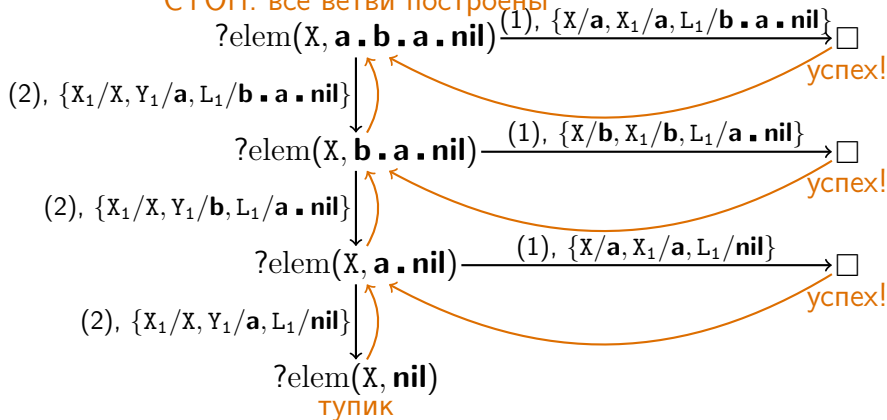 СТОП: все ветви построены
?elem(X, a.b.a.nil)
(1), {X/a, X₁/a, L₁/b.a.nil}
□
успех!
(2), {X₁/X, Y₁/a, L₁/b.a.nil}
?elem(X, b.a.nil)
(1), {X/b, X₁/b, L₁/a.nil}
□
успех!
(2), {X₁/X, Y₁/b, L₁/a.nil}
?elem(X, a.nil)
(1), {X/a, X₁/a, L₁/nil}
□
успех!
(2), {X₁/X, Y₁/a, L₁/nil}
?elem(X, nil)
тупик